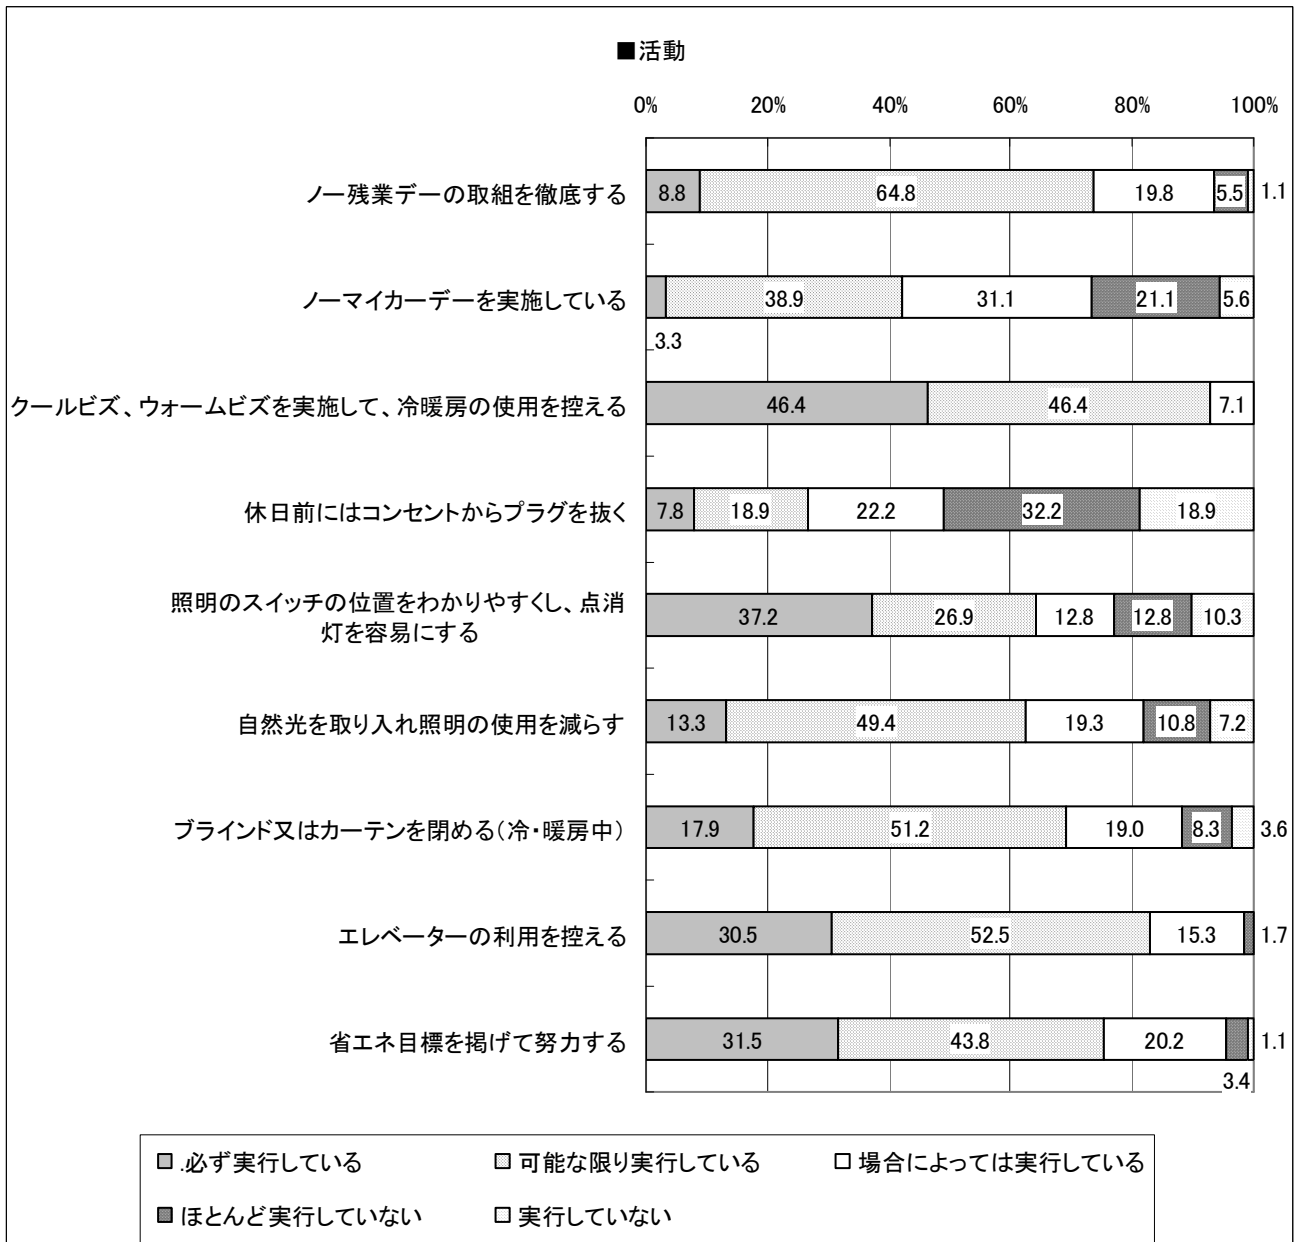 ■活動
0% 20% 40% 60% 80% 100%
ノー残業デーの取組を徹底する 8.8 64.8 19.8 5.5 1.1
ノーマイカーデーを実施している 38.9 31.1 21.1 5.6
3.3
クールビズ、ウォームビズを実施して、冷暖房の使用を控える 46.4 46.4 7.1
休日前にはコンセントからプラグを抜く 7.8 18.9 22.2 32.2 18.9
照明のスイッチの位置をわかりやすくし、点消
灯を容易にする 37.2 26.9 12.8 12.8 10.3
自然光を取り入れ照明の使用を減らす 13.3 49.4 19.3 10.8 7.2
ブラインド又はカーテンを閉める(冷・暖房中) 17.9 51.2 19.0 8.3 3.6
エレベーターの利用を控える 30.5 52.5 15.3 1.7
省エネ目標を掲げて努力する 31.5 43.8 20.2 1.1
3.4
.必ず実行している 可能な限り実行している 場合によっては実行している
ほとんど実行していない 実行していない